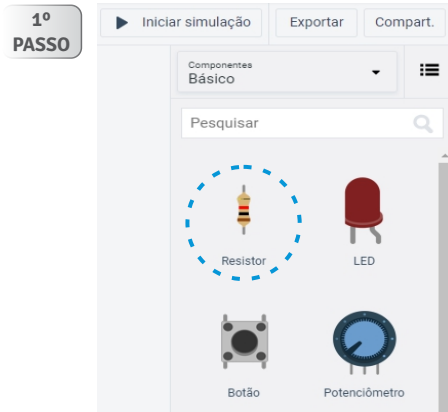 1º
PASSO
Iniciar simulação
Exportar
Compart.
Componentes
Básico
Pesquisar
Resistor
LED
Botão
Potenciômetro